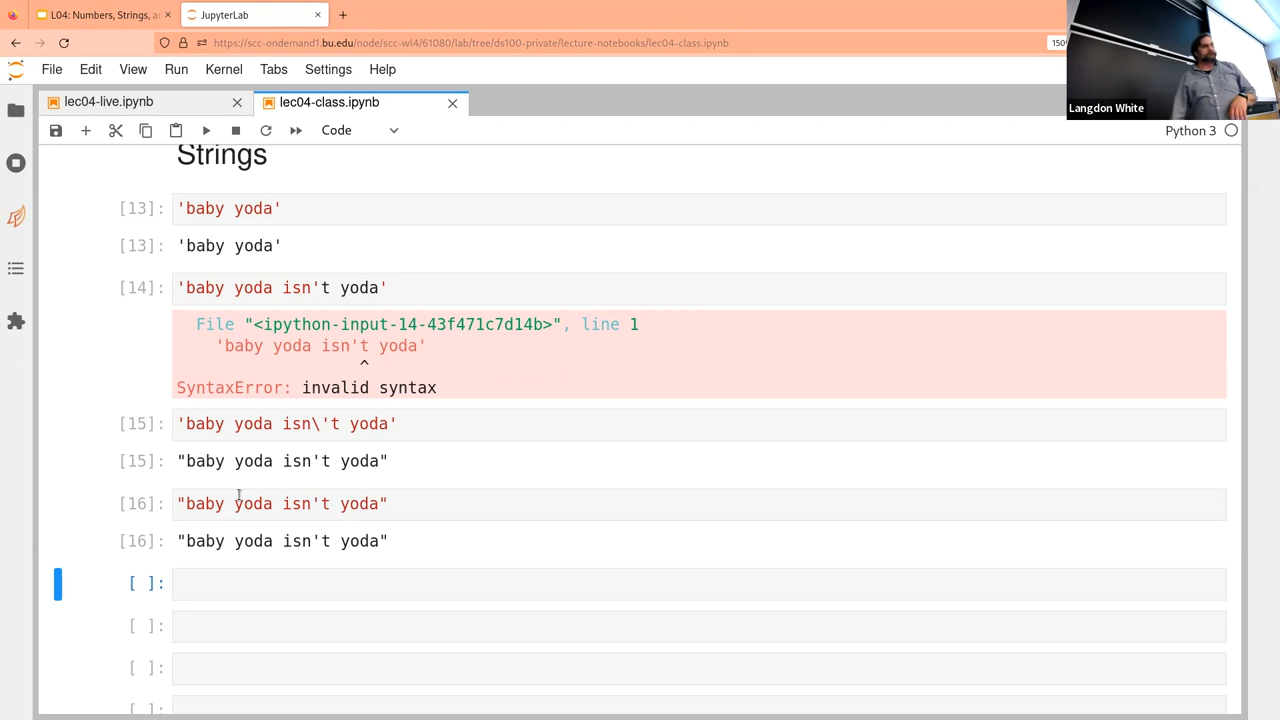 L04: Numbers, Strings, a
JupyterLab
https://scc-ondemand1.bu.edu/node/scc-wl4/61080/lab/tree/ds100-private/lecture-notebooks/lec04-class.ipynb
150
File Edit View Run Kernel Tabs Settings Help
Langdon White
lec04-live.ipynb
lec04-class.ipynb
Code
Python 3
Strings
[13]: 'baby yoda'
[13]: 'baby yoda'
[14]: 'baby yoda isn't yoda'
File "<ipython-input-14-43f471c7d14b>", line 1
'baby yoda isn't yoda'
^
SyntaxError: invalid syntax
[15]: 'baby yoda isn\'t yoda'
[15]: "baby yoda isn't yoda"
[16]: "baby yoda isn't yoda"
[16]: "baby yoda isn't yoda"
[ ]:
[ ]:
[ ]:
[ ]: